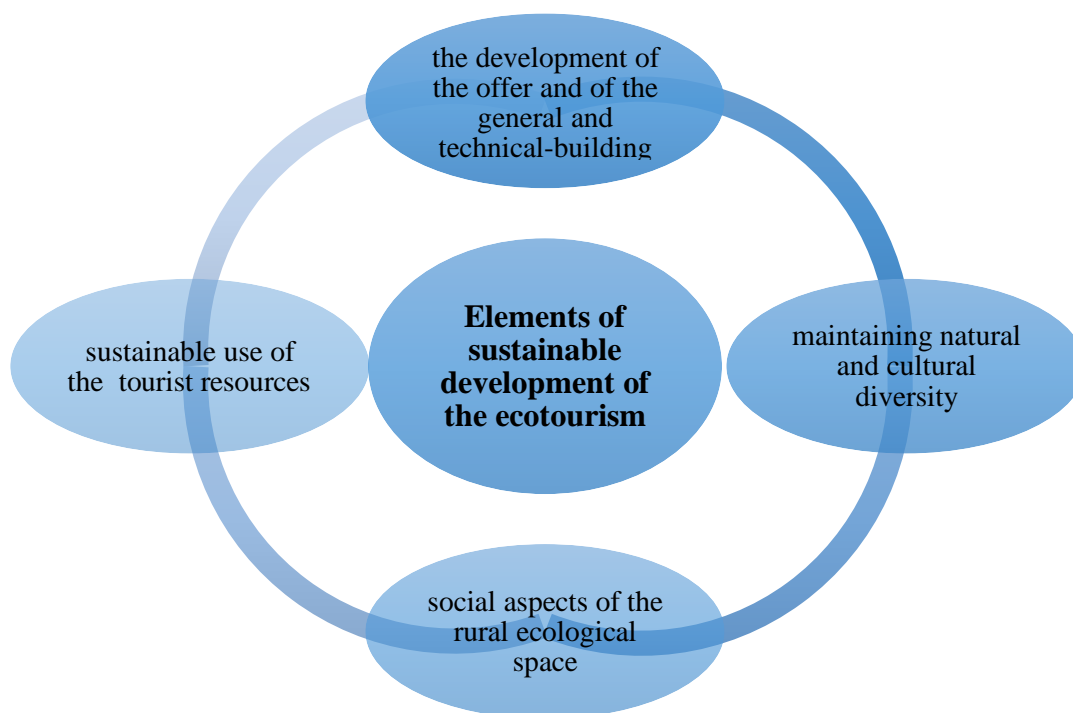 the development of
the offer and of the
general and
technical-building
Elements of
sustainable
development of
the ecotourism
sustainable use of
the tourist resources
maintaining natural
and cultural
diversity
social aspects of the
rural ecological
space